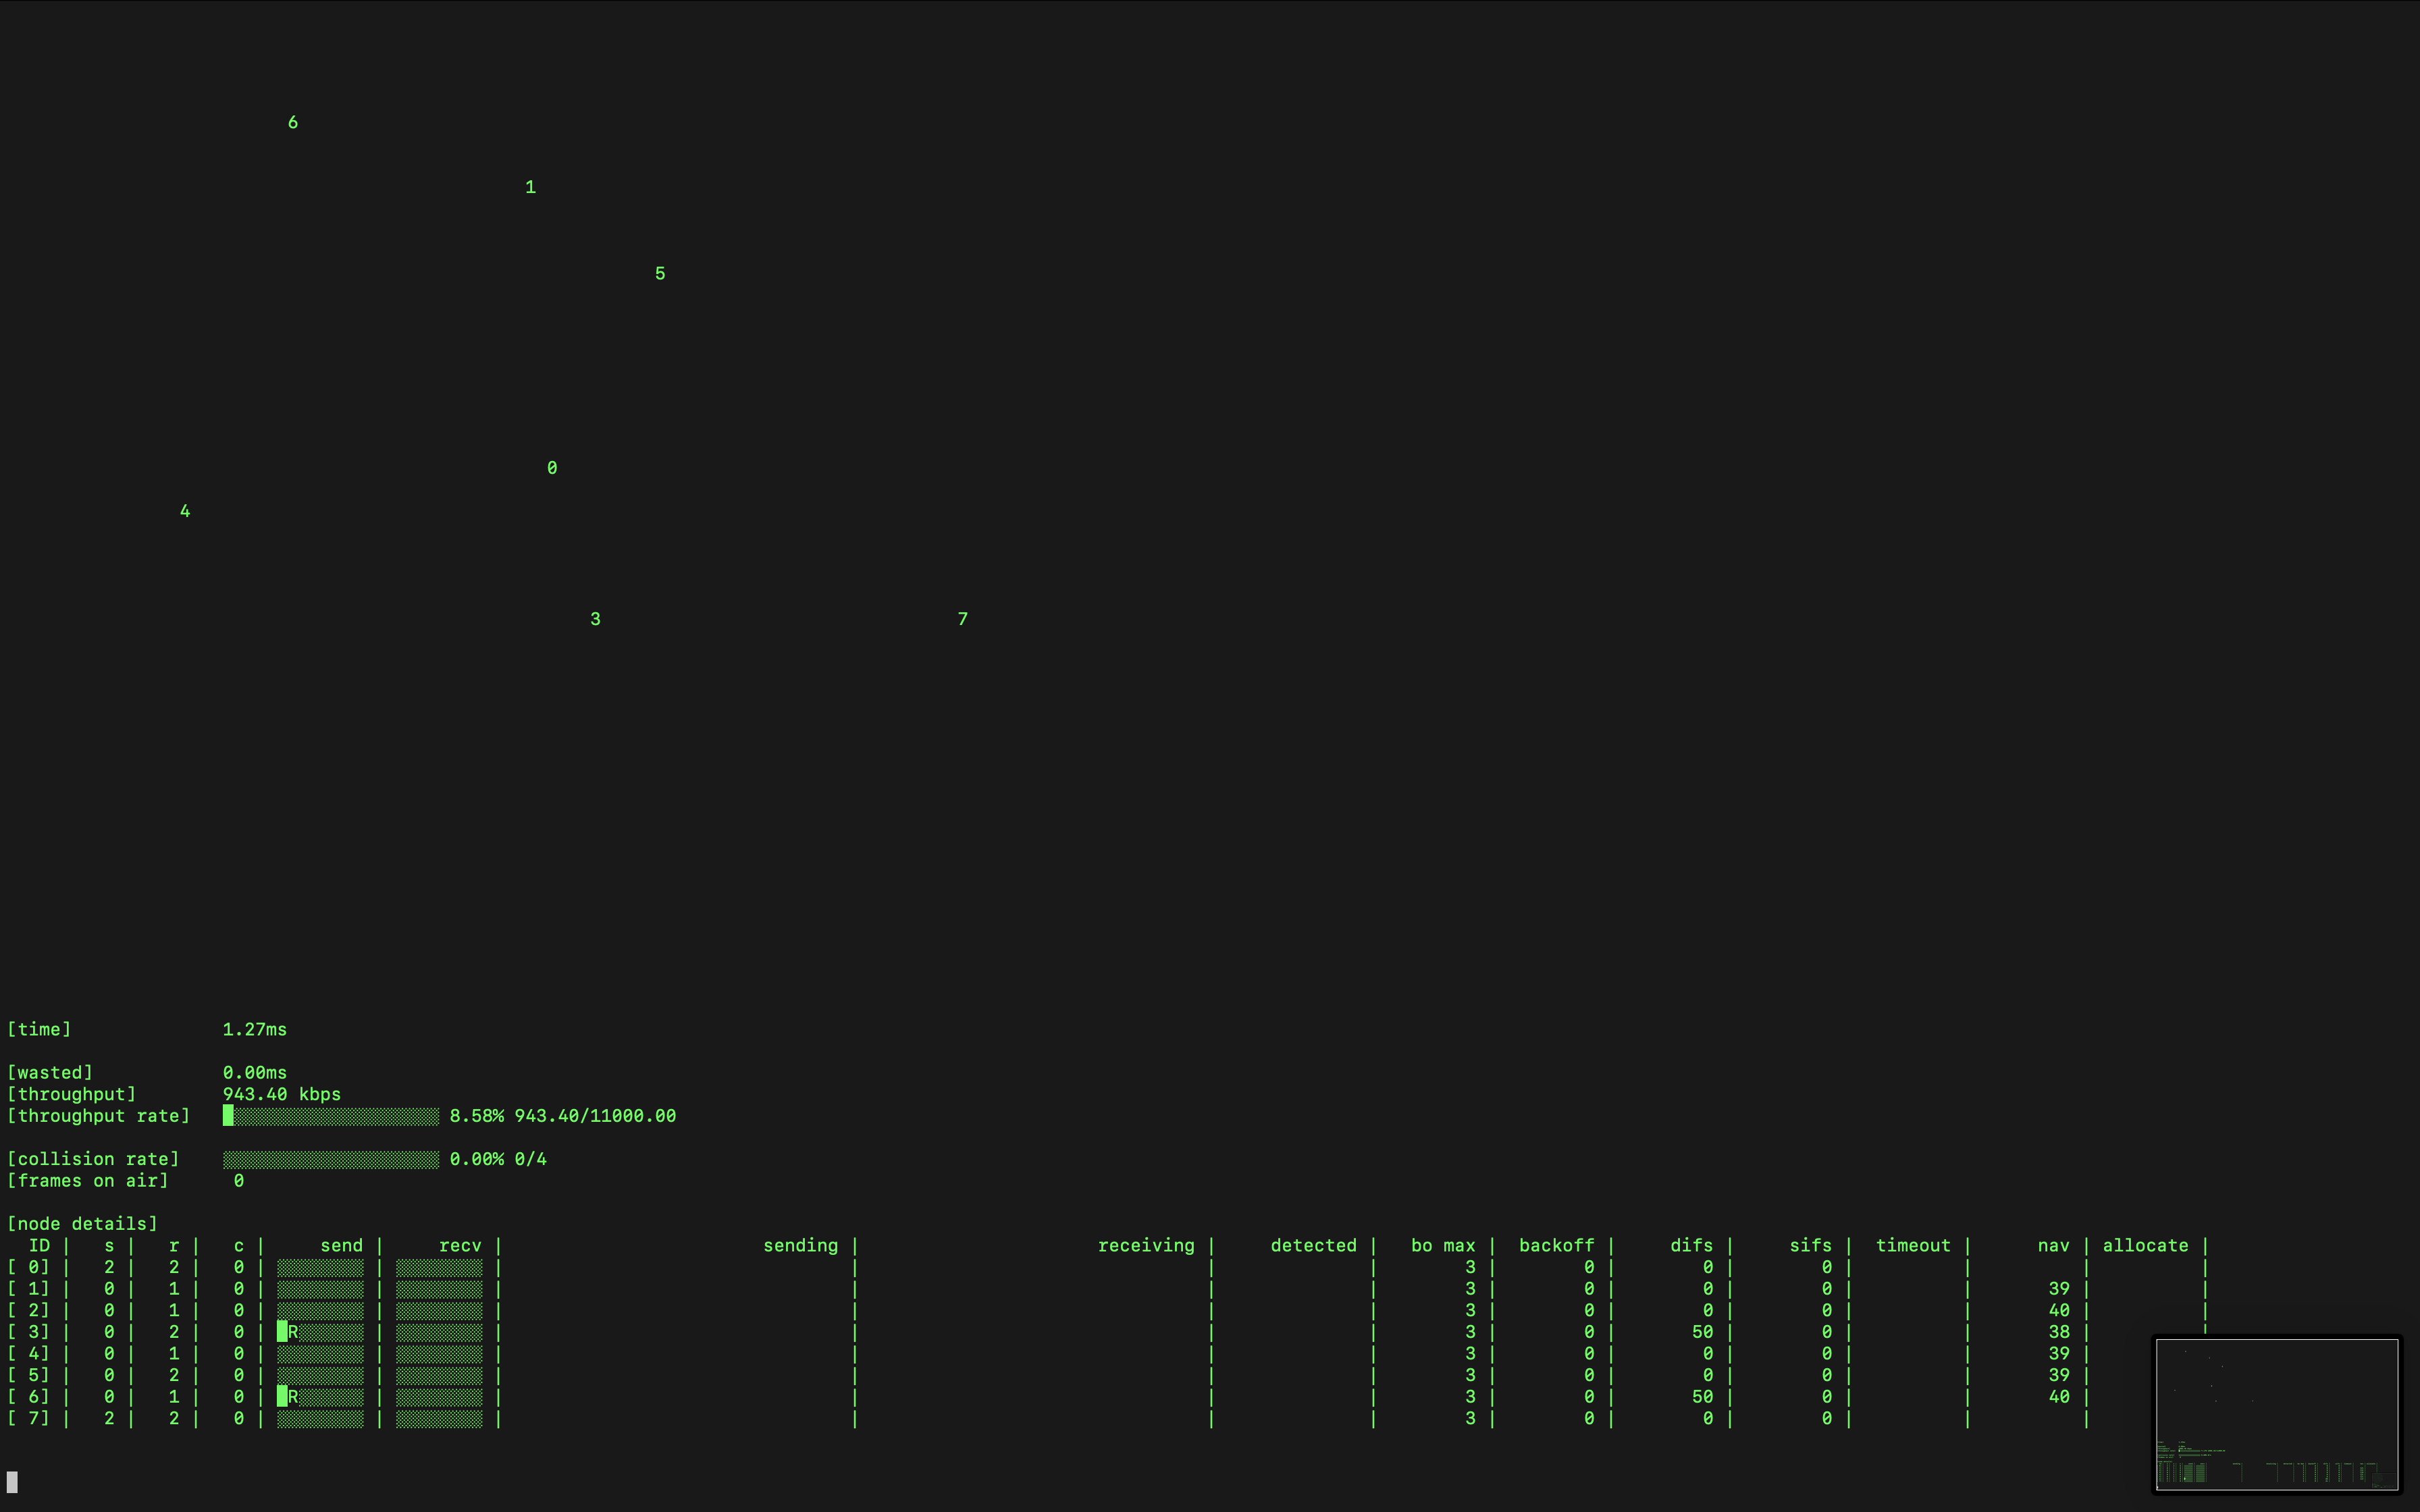 6
1
5
0
4
3 7
[time] 1.27ms
[wasted] 0.00ms
[throughput] 943.40 kbps
[throughput rate] █░░░░░░░░░░░░░░░░░░░ 8.58% 943.40/11000.00
[collision rate] ░░░░░░░░░░░░░░░░░░░░ 0.00% 0/4
[frames on air] 0
[node details]
ID | s | r | c | send | recv | sending | receiving | detected | bo max | backoff | difs | sifs | timeout | nav | allocate |
[ 0] | 2 | 2 | 0 | ░░░░░░░░ | ░░░░░░░░ | | | | 3 | 0 | 0 | 0 | | | |
[ 1] | 0 | 1 | 0 | ░░░░░░░░ | ░░░░░░░░ | | | | 3 | 0 | 0 | 0 | | 39 | |
[ 2] | 0 | 1 | 0 | ░░░░░░░░ | ░░░░░░░░ | | | | 3 | 0 | 0 | 0 | | 40 | |
[ 3] | 0 | 2 | 0 | █R░░░░░░ | ░░░░░░░░ | | | | 3 | 0 | 50 | 0 | | 38 | |
[ 4] | 0 | 1 | 0 | ░░░░░░░░ | ░░░░░░░░ | | | | 3 | 0 | 0 | 0 | | 39 |
[ 5] | 0 | 2 | 0 | ░░░░░░░░ | ░░░░░░░░ | | | | 3 | 0 | 0 | 0 | | 39 |
[ 6] | 0 | 1 | 0 | █R░░░░░░ | ░░░░░░░░ | | | | 3 | 0 | 50 | 0 | | 40 |
[ 7] | 2 | 2 | 0 | ░░░░░░░░ | ░░░░░░░░ | | | | 3 | 0 | 0 | 0 | | |